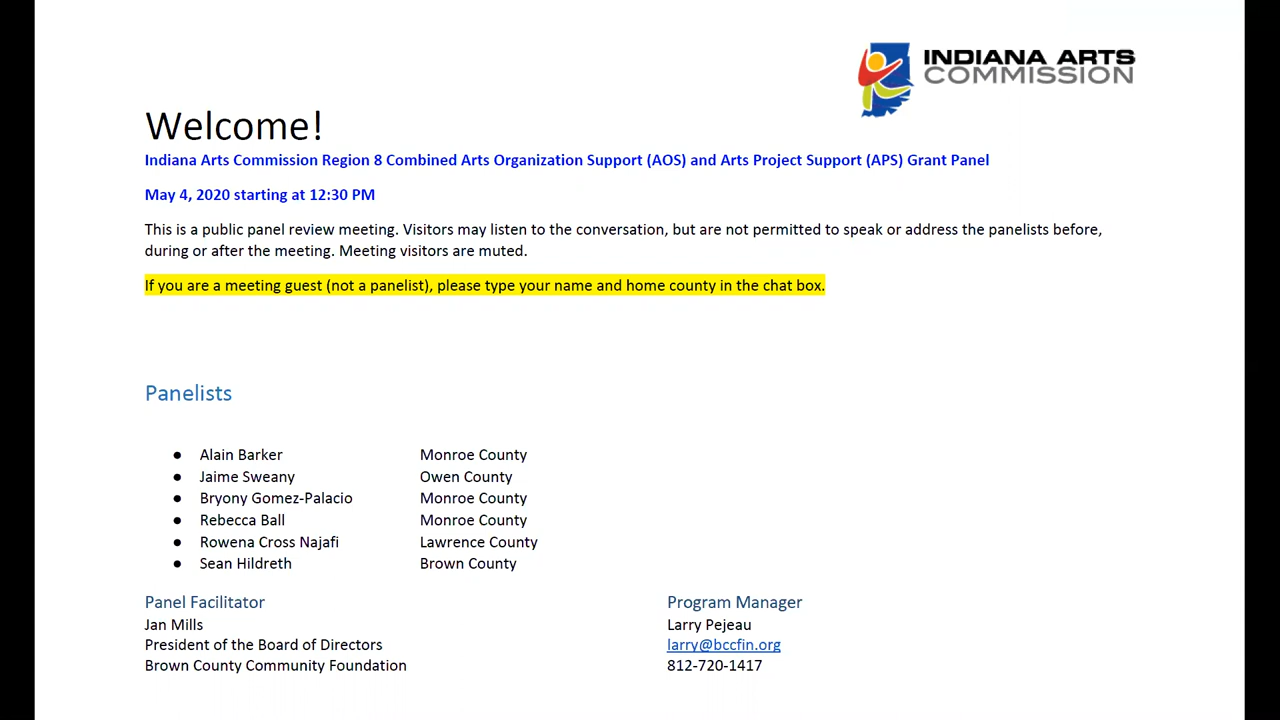 INDIANA ARTS
COMMISSION
Welcome!
Indiana Arts Commission Region 8 Combined Arts Organization Support (AOS) and Arts Project Support (APS) Grant Panel
May 4, 2020 starting at 12:30 PM
This is a public panel review meeting. Visitors may listen to the conversation, but are not permitted to speak or address the panelists before,
during or after the meeting. Meeting visitors are muted.
If you are a meeting guest (not a panelist), please type your name and home county in the chat box.
Panelists
● Alain Barker Monroe County
● Jaime Sweany Owen County
● Bryony Gomez-Palacio Monroe County
● Rebecca Ball Monroe County
● Rowena Cross Najafi Lawrence County
● Sean Hildreth Brown County
Panel Facilitator
Jan Mills
President of the Board of Directors
Brown County Community Foundation
Program Manager
Larry Pejeau
larry@bccfin.org
812-720-1417